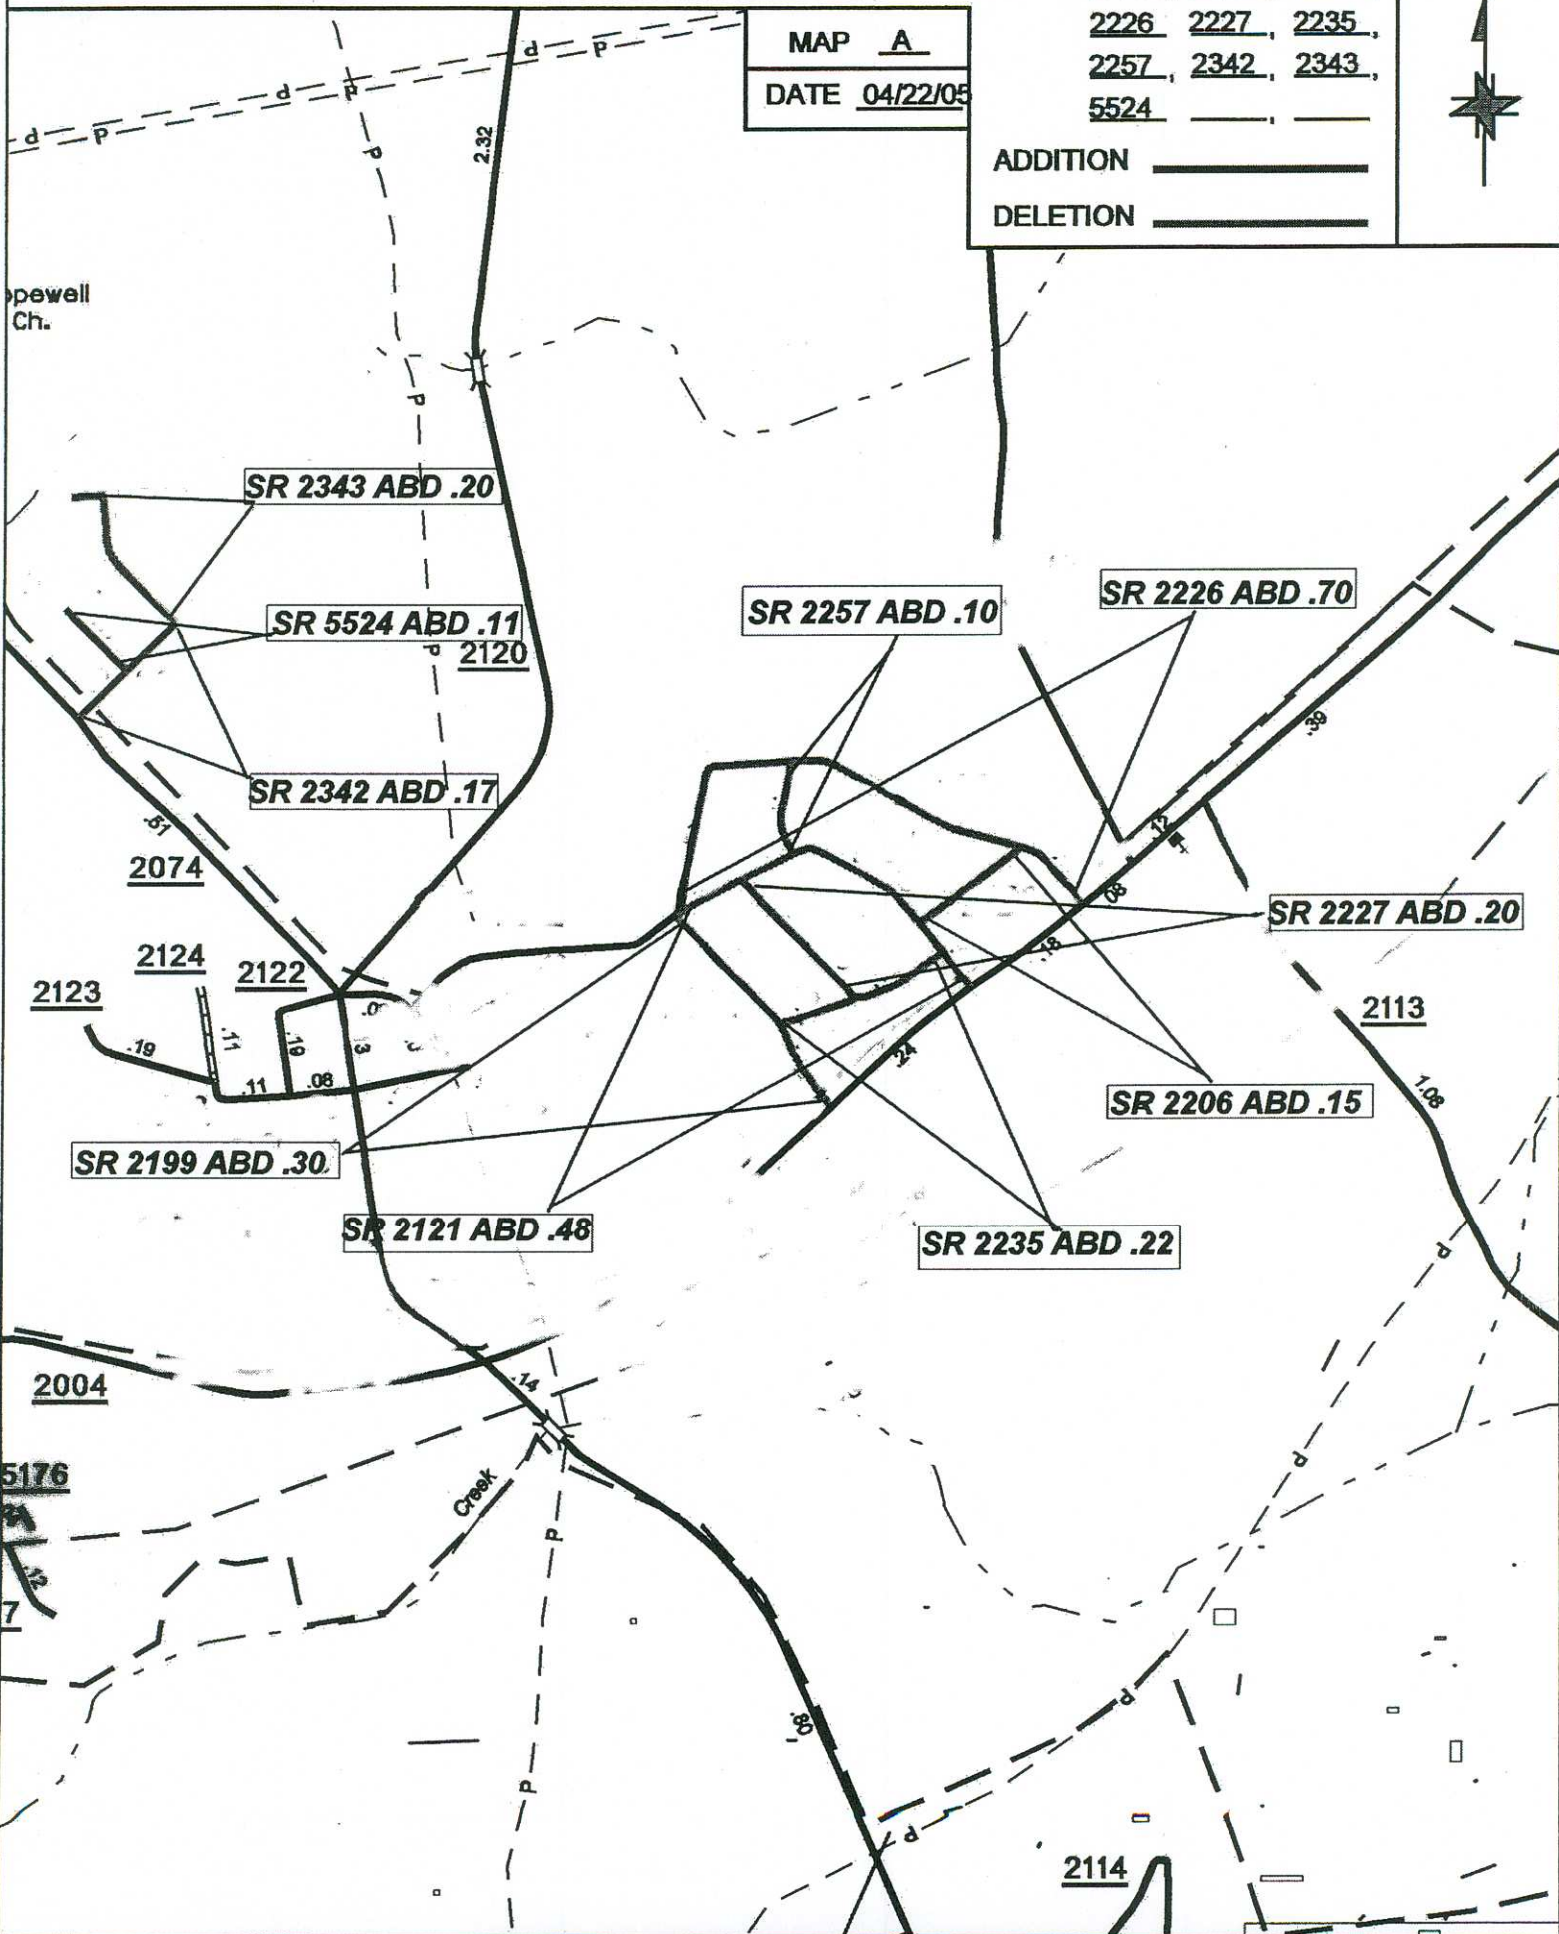 MAP A
DATE 04/22/05
2226 2227, 2235,
2257, 2342, 2343,
5524 ____, ____
ADDITION
DELETION
P
P
d
d
P
d
d
P
2.32
P
Ch.
P
SR 2343 ABD .20
SR 5524 ABD .11
P
2120
SR 2257 ABD .10
SR 2226 ABD .70
.39
SR 2342 ABD .17
.51
2074
.12
.08
SR 2227 ABD .20
.18
2124
2122
2123
2113
.19
.11
.19
.11
.08
.24
1.08
SR 2206 ABD .15
SR 2199 ABD .30
SR 2121 ABD .48
SR 2235 ABD .22
P
2004
.14
5176
Creek
P
P
.12
7
P
.80
P
P
2114